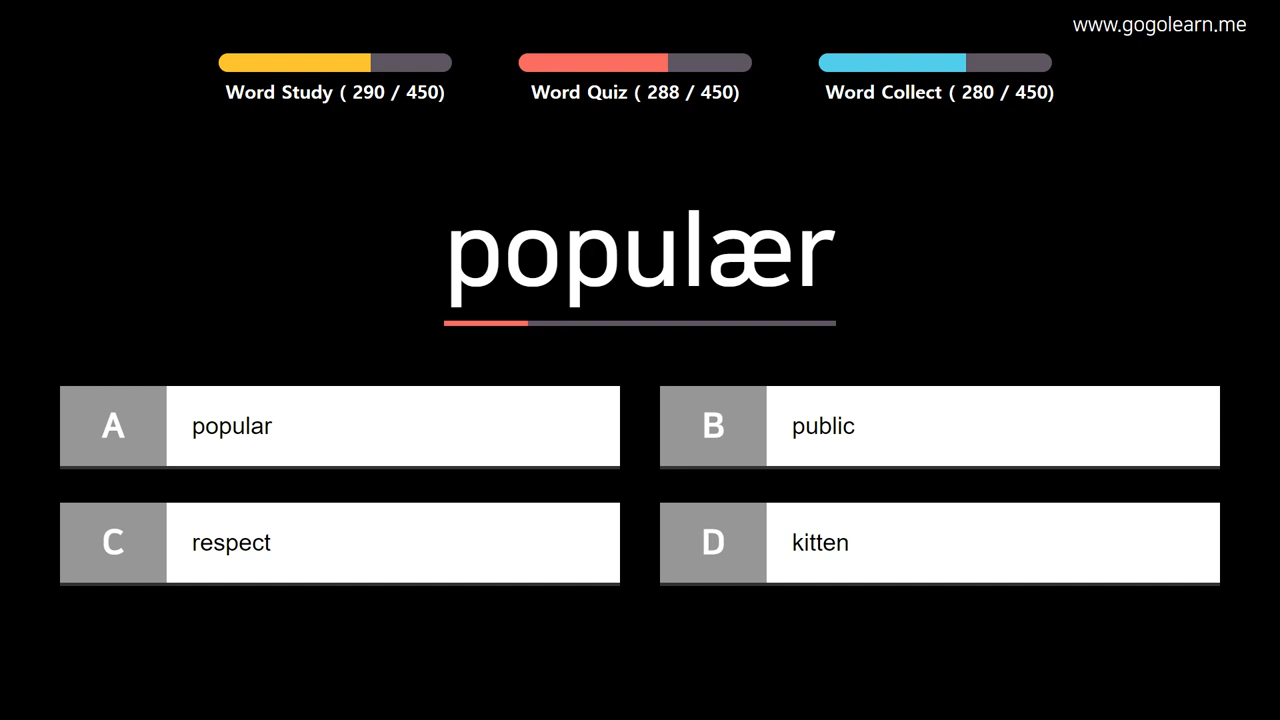 www.gogolearn.me
Word Study ( 290 / 450)
Word Quiz ( 288 / 450)
Word Collect ( 280 / 450)
populær
A popular
B public
C respect
D kitten